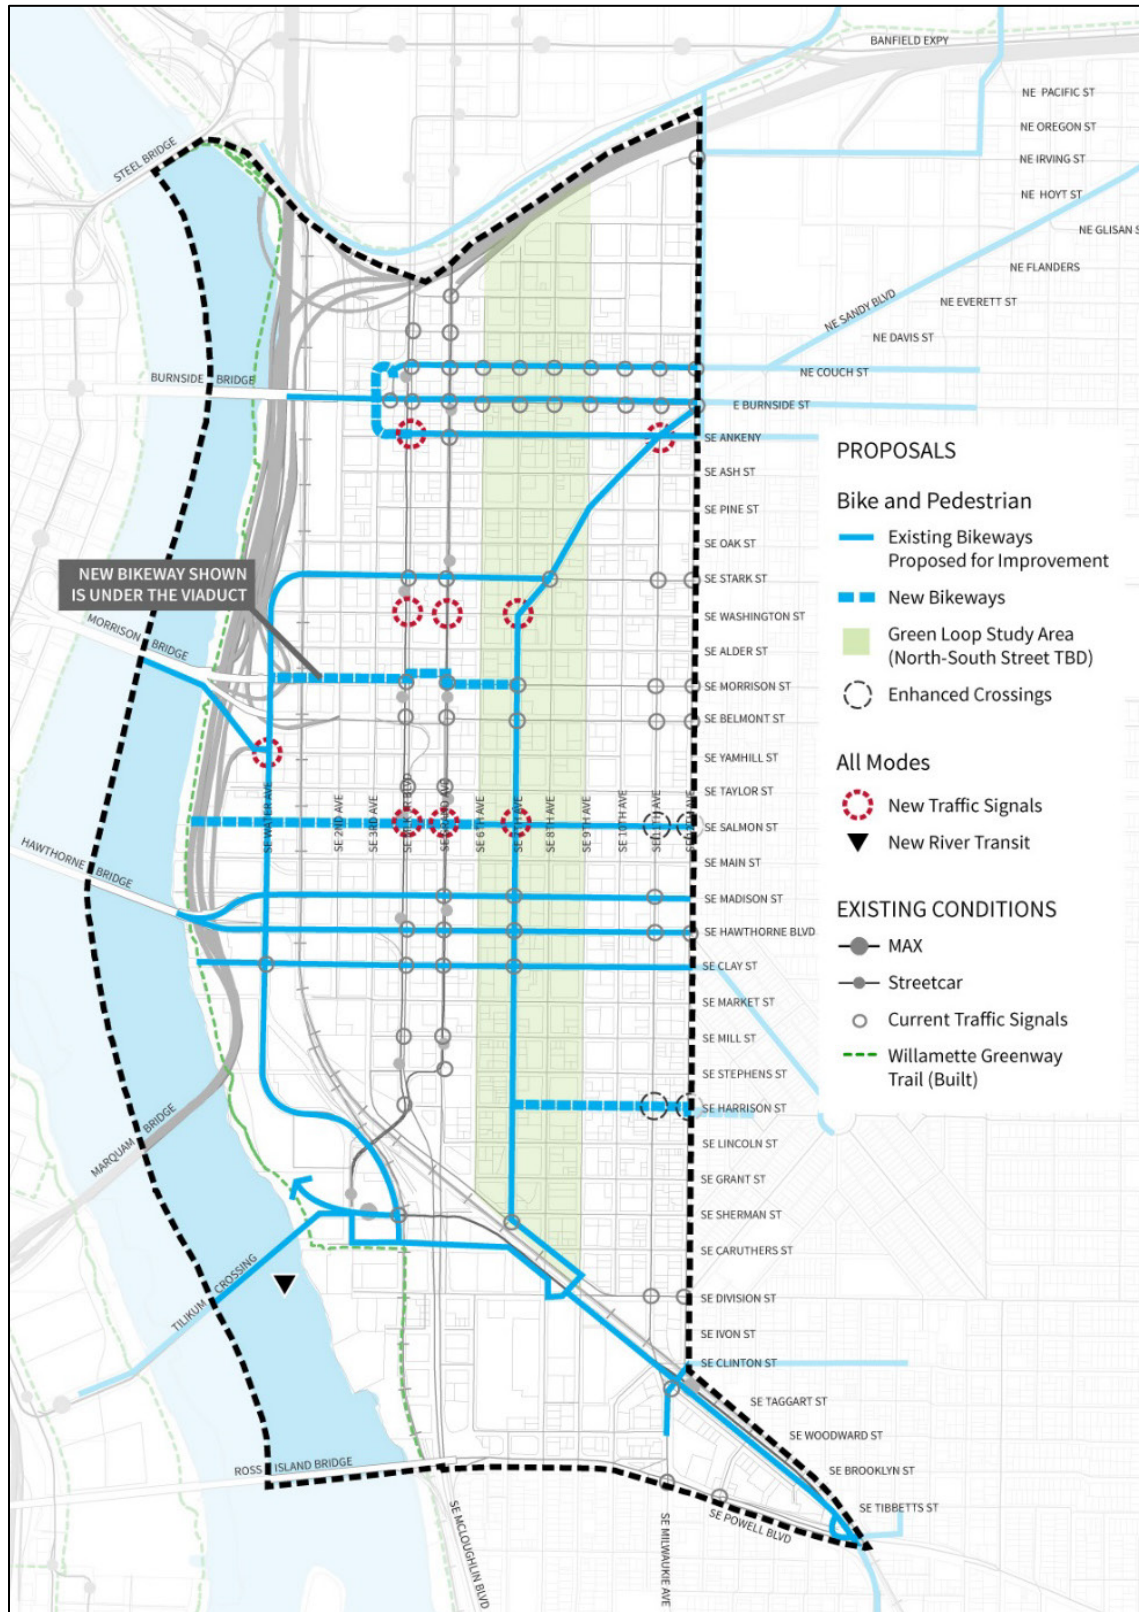 BANFIELD EXPY
NE PACIFIC ST
NE OREGON ST
NE IRVING ST
NE HOYT ST
NE GLISAN S
NE FLANDERS
NE EVERETT ST
NE SANDY BLVD
NE DAVIS ST
NE COUCH ST
E BURNSIDE ST
STEEL BRIDGE
BURNSIDE BRIDGE
SE ANKENY
SE ASH ST
SE PINE ST
SE OAK ST
SE STARK ST
SE WASHINGTON ST
SE ALDER ST
SE MORRISON ST
SE BELMONT ST
SE YAMHILL ST
SE TAYLOR ST
SE SALMON ST
SE MAIN ST
SE MADISON ST
SE HAWTHORNE BLVD
SE CLAY ST
SE MARKET ST
SE MILL ST
SE STEPHENS ST
SE HARRISON ST
SE LINCOLN ST
SE GRANT ST
SE SHERMAN ST
SE CARUTHERS ST
SE DIVISION ST
SE IVON ST
SE CLINTON ST
SE TAGGART ST
SE WOODWARD ST
SE BROOKLYN ST
SE TIBBETTS ST
NEW BIKEWAY SHOWN
IS UNDER THE VIADUCT
MORRISON BRIDGE
HAWTHORNE BRIDGE
MARQUAM BRIDGE
TILIKUM CROSSING
ROSS ISLAND BRIDGE
SE WATER AVE
SE 2ND AVE
SE 3RD AVE
SE 6TH AVE
SE 8TH AVE
SE 9TH AVE
SE 10TH AVE
SE MCLOUGHLIN BLVD
SE MILWAUKIE AVE
SE POWELL BLVD
PROPOSALS
Bike and Pedestrian
Existing Bikeways
Proposed for Improvement
New Bikeways
Green Loop Study Area
(North-South Street TBD)
Enhanced Crossings
All Modes
New Traffic Signals
New River Transit
EXISTING CONDITIONS
MAX
Streetcar
Current Traffic Signals
Willamette Greenway
Trail (Built)